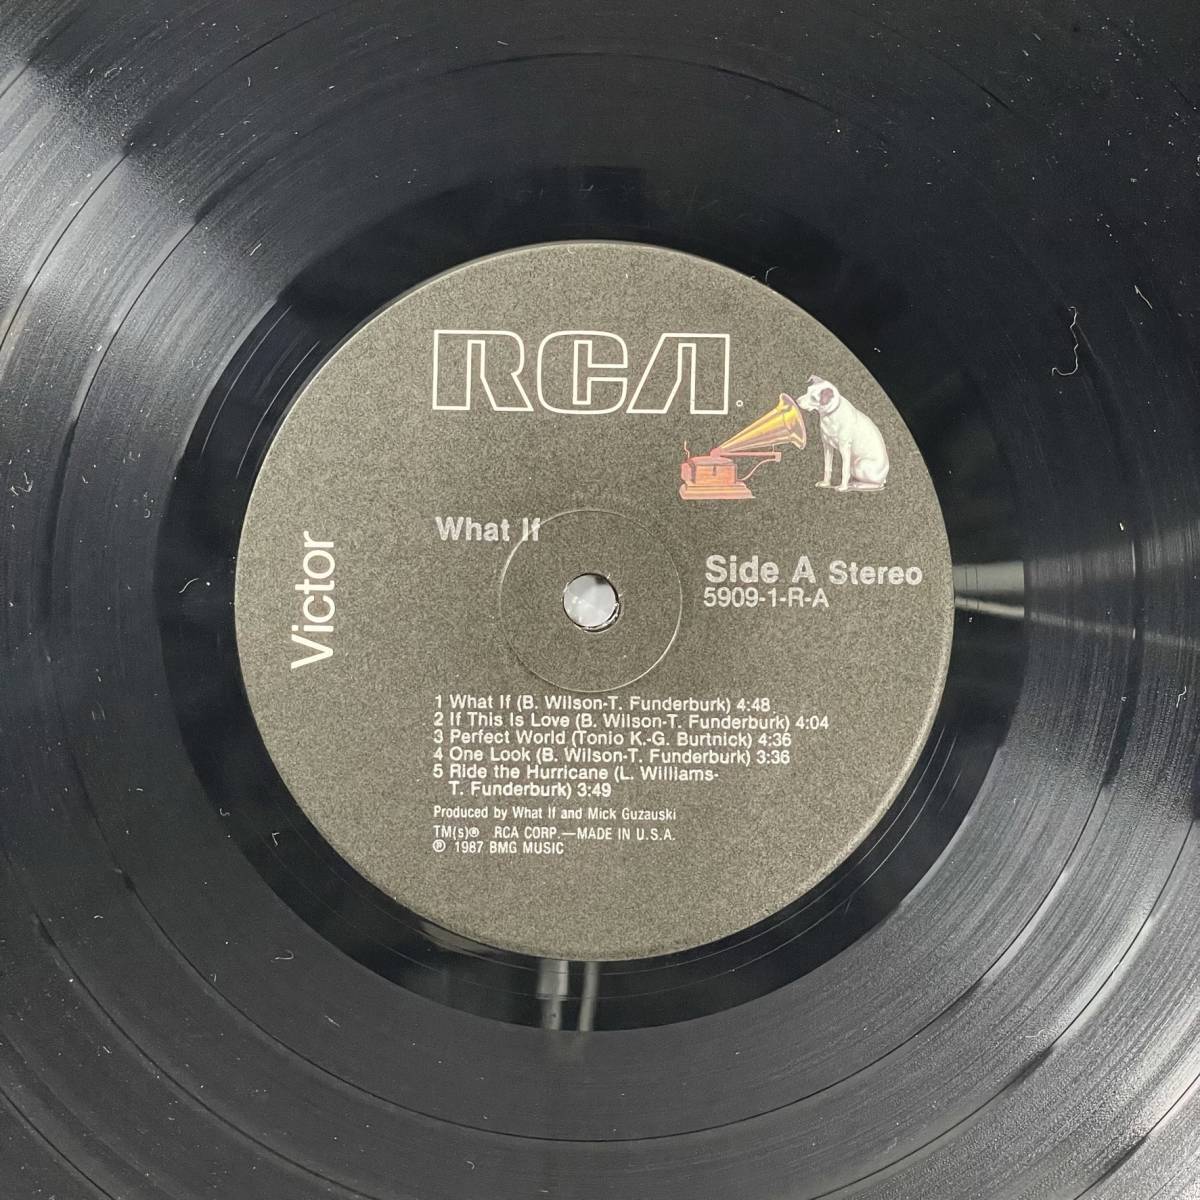 RCA.
Victor
What If
Side A Stereo
5909-1-R-A
1 What If (B. Wilson-T. Funderburk) 4:48
2 If This Is Love (B. Wilson-T. Funderburk) 4:04
3 Perfect World (Tonio K.-G. Burtnick) 4:36
4 One Look (B. Wilson-T. Funderburk) 3:36
5 Ride the Hurricane (L. Williams-
T. Funderburk) 3:49
Produced by What If and Mick Guzauski
TM(s)® RCA CORP.—MADE IN U.S.A.
℗ 1987 BMG MUSIC